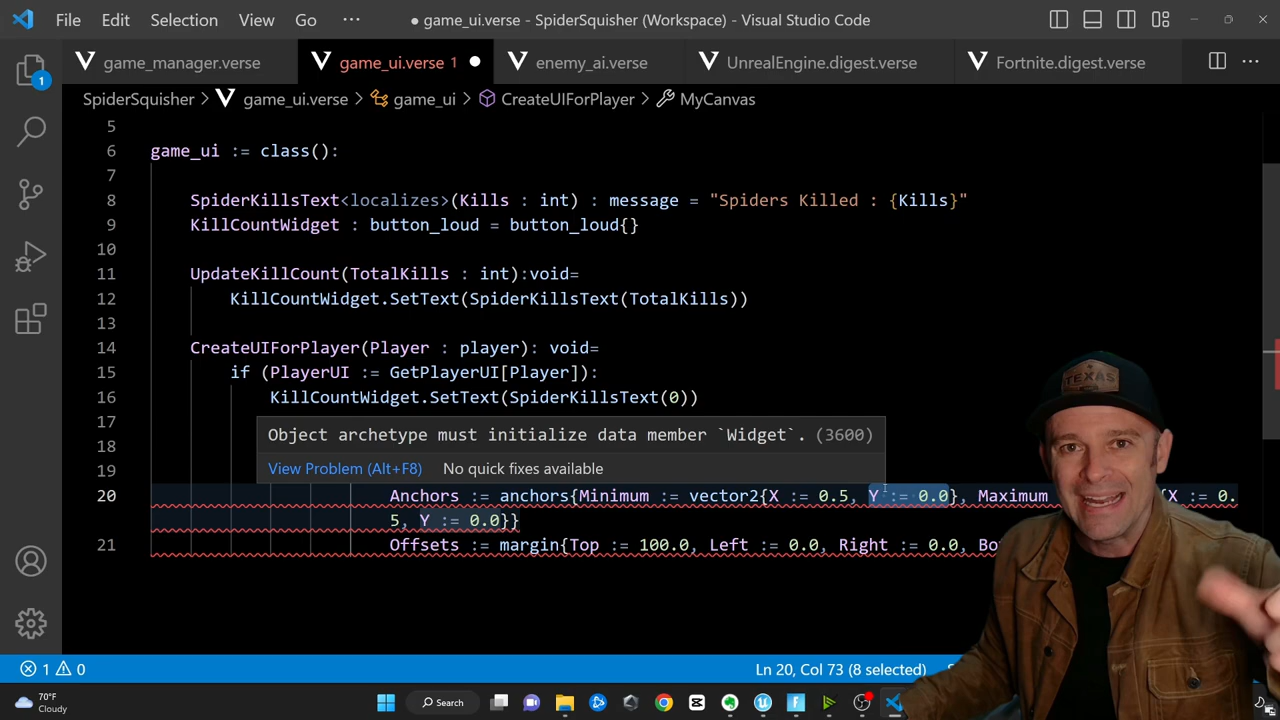 File Edit Selection View Go ··· ● game_ui.verse - SpiderSquisher (Workspace) - Visual Studio Code
game_manager.verse game_ui.verse 1 enemy_ai.verse UnrealEngine.digest.verse Fortnite.digest.verse
1
SpiderSquisher > game_ui.verse > game_ui > CreateUIForPlayer > MyCanvas
5
6 game_ui := class():
7
8 SpiderKillsText<localizes>(Kills : int) : message = "Spiders Killed : {Kills}"
9 KillCountWidget : button_loud = button_loud{}
10
11 UpdateKillCount(TotalKills : int):void=
12 KillCountWidget.SetText(SpiderKillsText(TotalKills))
13
14 CreateUIForPlayer(Player : player): void=
15 if (PlayerUI := GetPlayerUI[Player]):
16 KillCountWidget.SetText(SpiderKillsText(0))
17
Object archetype must initialize data member `Widget`. (3600)
18
View Problem (Alt+F8) No quick fixes available
19
20 Anchors := anchors{Minimum := vector2{X := 0.5, Y := 0.0}, Maximum {X := 0.
5, Y := 0.0}}
21 Offsets := margin{Top := 100.0, Left := 0.0, Right := 0.0,
1 0 Ln 20, Col 73 (8 selected)
70°F
Cloudy
Search
TEXAS